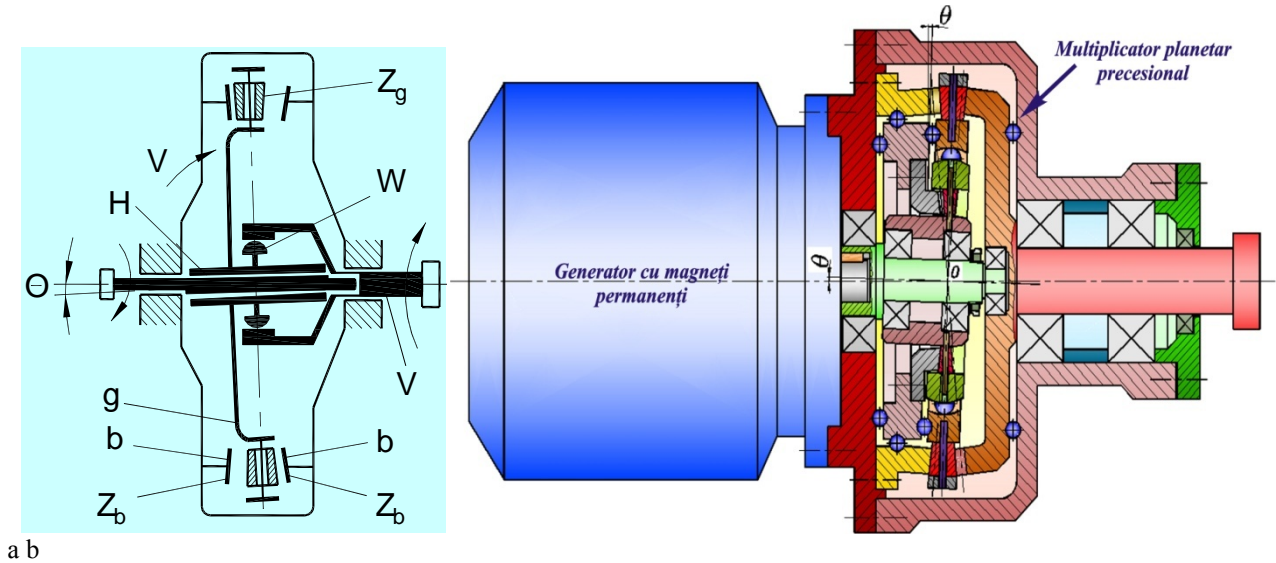 Z_g
V
H
W
Θ
V
g
b
b
Z_b
Z_b
a b
θ
Multiplicator planetar
precesional
Generator cu magneți
permanenți
θ
0